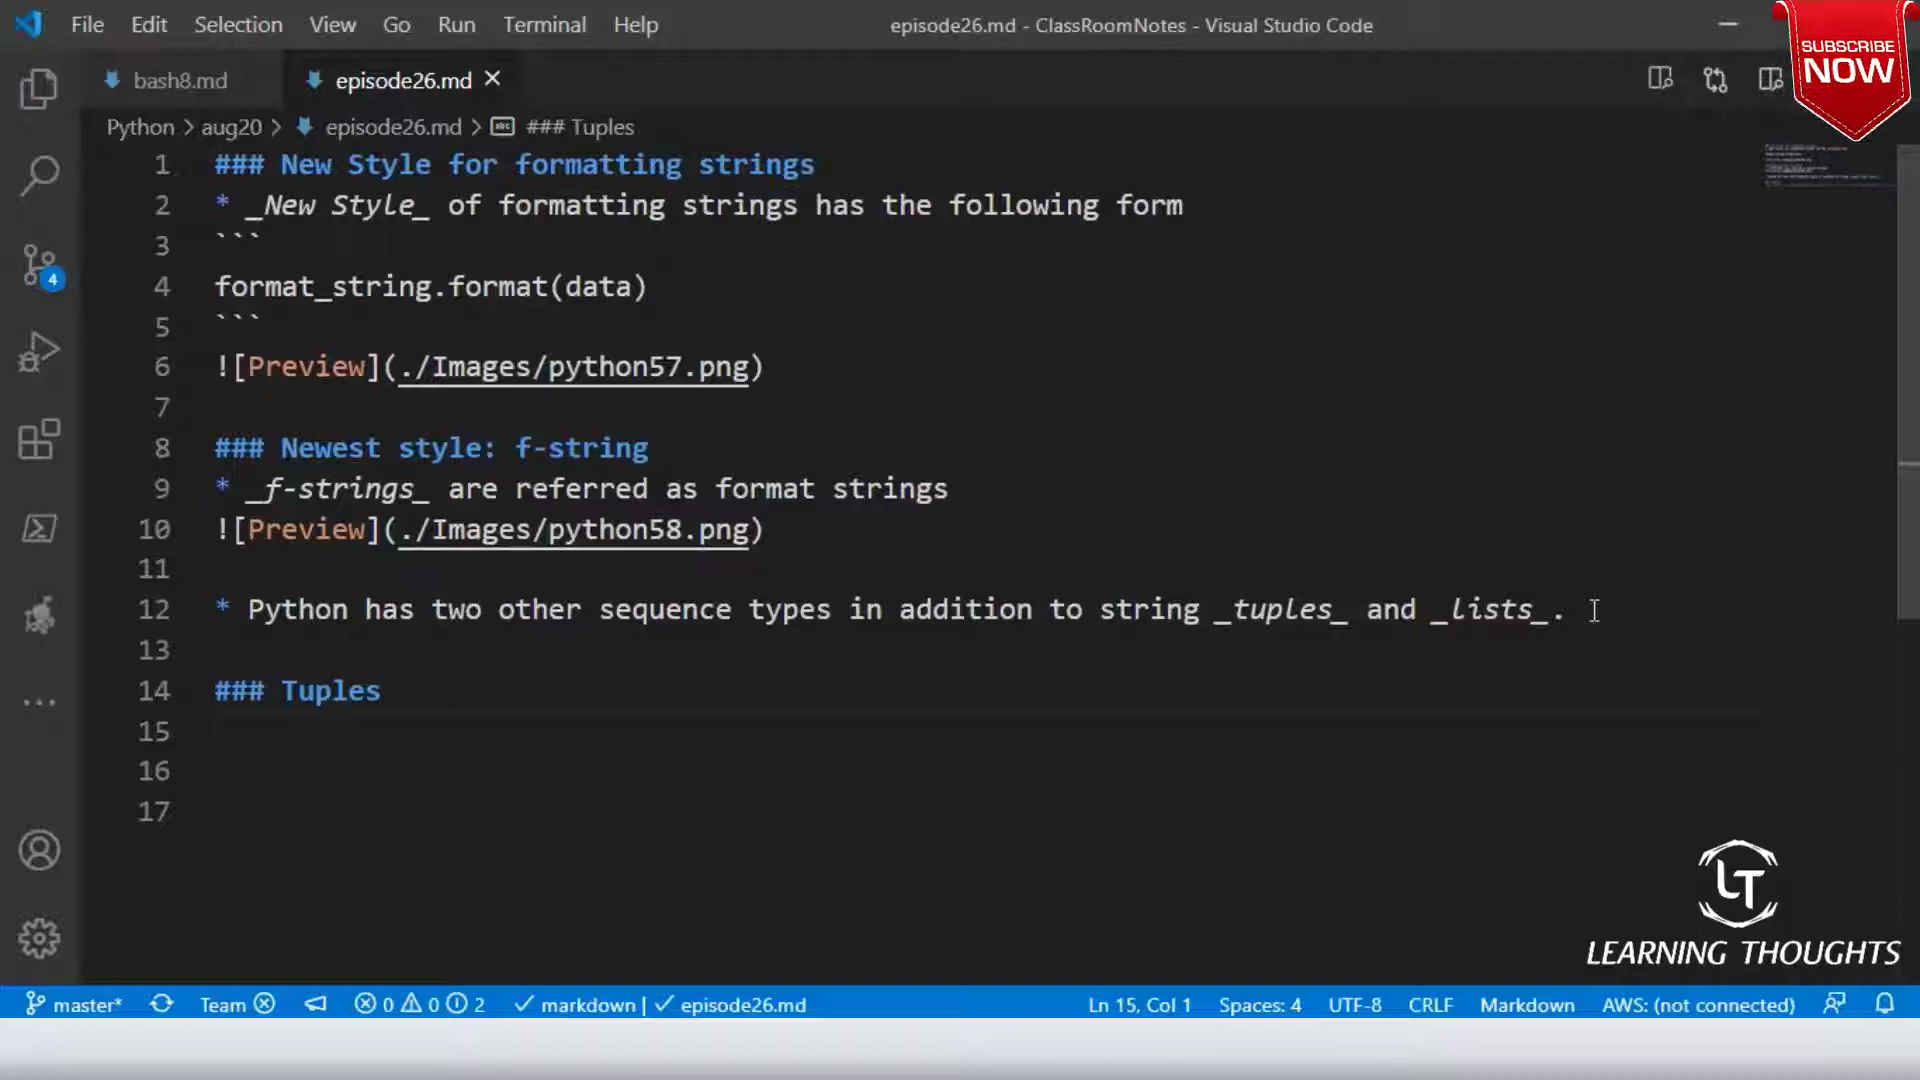 File Edit Selection View Go Run Terminal Help episode26.md - ClassRoomNotes - Visual Studio Code
SUBSCRIBE
NOW
bash8.md episode26.md
Python > aug20 > episode26.md > ### Tuples
1 ### New Style for formatting strings
2 * _New Style_ of formatting strings has the following form
3 ```
4 format_string.format(data)
5 ```
6 ![Preview](./Images/python57.png)
7
8 ### Newest style: f-string
9 * _f-strings_ are referred as format strings
10 ![Preview](./Images/python58.png)
11
12 * Python has two other sequence types in addition to string _tuples_ and _lists_.
13
14 ### Tuples
15
16
17
4
LT
LEARNING THOUGHTS
master* Team 0 0 2 markdown | episode26.md Ln 15, Col 1 Spaces: 4 UTF-8 CRLF Markdown AWS: (not connected)